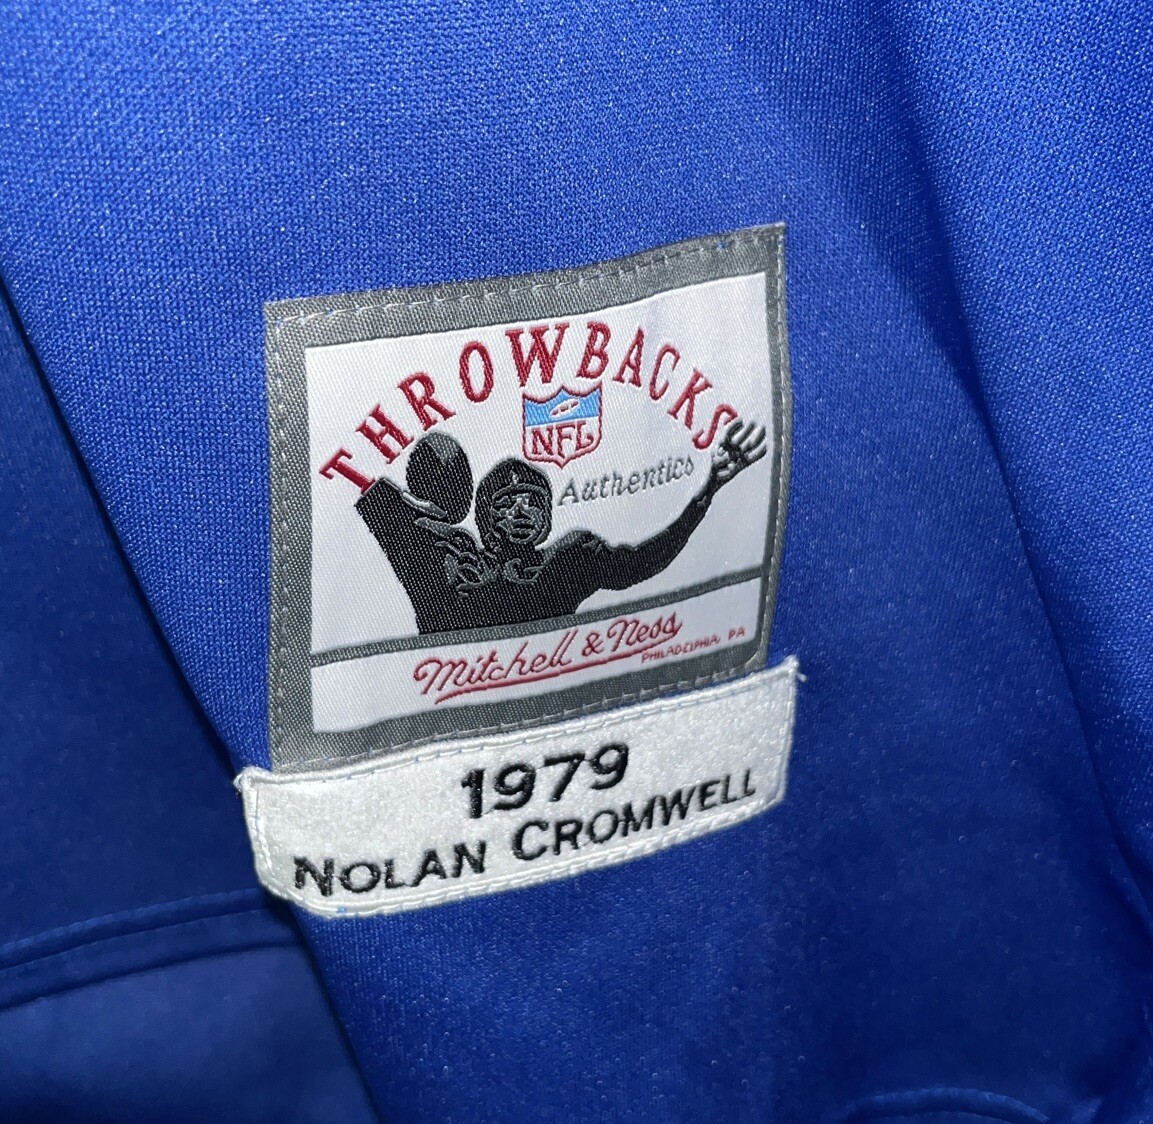 THROWBACKS
NFL
Authentics
Mitchell & Ness
PHILADELPHIA, PA
1979
NOLAN CROMWELL